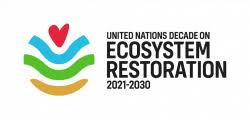 UNITED NATIONS DECADE ON
ECOSYSTEM
RESTORATION
2021-2030